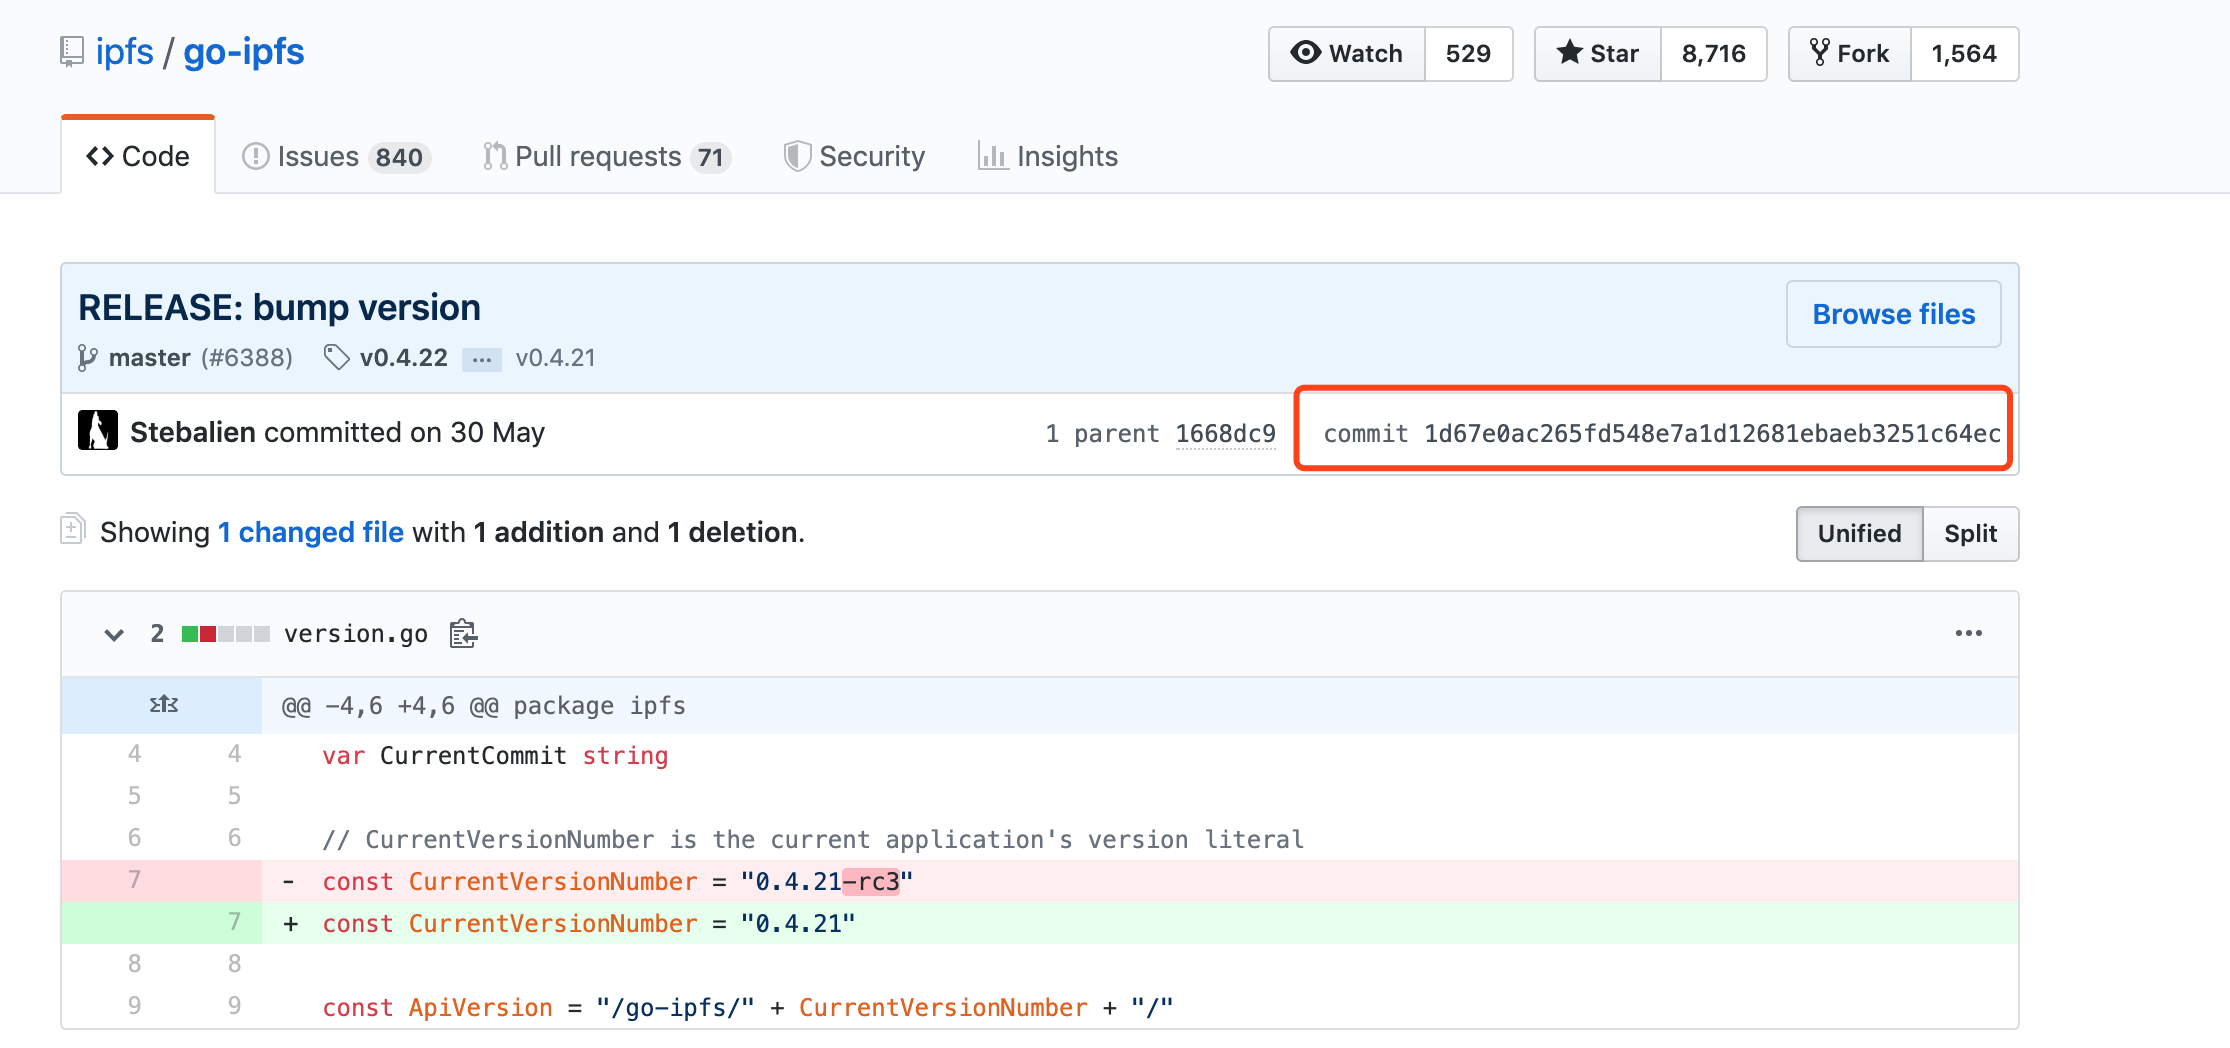 ipfs / go-ipfs
Watch 529 Star 8,716 Fork 1,564
Code Issues 840 Pull requests 71 Security Insights
RELEASE: bump version
Browse files
master (#6388) v0.4.22 ... v0.4.21
Stebalien committed on 30 May 1 parent 1668dc9 commit 1d67e0ac265fd548e7a1d12681ebaeb3251c64ec
Showing 1 changed file with 1 addition and 1 deletion.
Unified Split
2 version.go
@@ -4,6 +4,6 @@ package ipfs
4 4 var CurrentCommit string
5 5
6 6 // CurrentVersionNumber is the current application's version literal
7 - const CurrentVersionNumber = "0.4.21-rc3"
7 + const CurrentVersionNumber = "0.4.21"
8 8
9 9 const ApiVersion = "/go-ipfs/" + CurrentVersionNumber + "/"